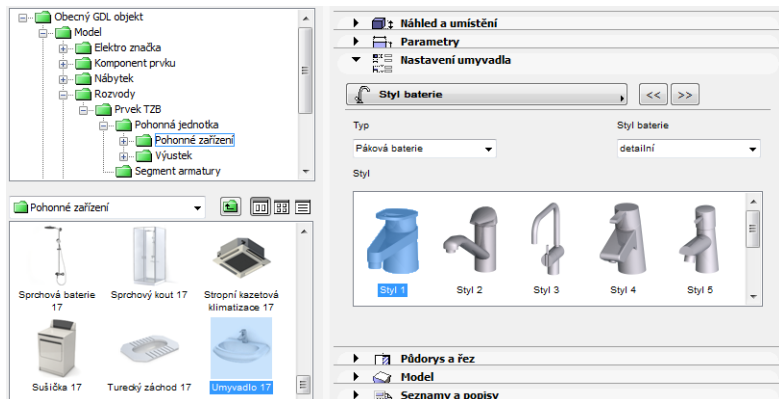 Obecný GDL objekt
Model
Elektro značka
Komponent prvku
Nábytek
Rozvody
Prvek TZB
Pohonná jednotka
Pohonné zařízení
Výustek
Segment armatury
Pohonné zařízení
Sprchová baterie 17
Sprchový kout 17
Stropní kazetová klimatizace 17
Sušička 17
Turecký záchod 17
Umyvadlo 17
Náhled a umístění
Parametry
Nastavení umyvadla
Styl baterie
<< >>
Typ
Styl baterie
Páková baterie
detailní
Styl
Styl 1
Styl 2
Styl 3
Styl 4
Styl 5
Půdorys a řez
Model
Seznamy a popisy